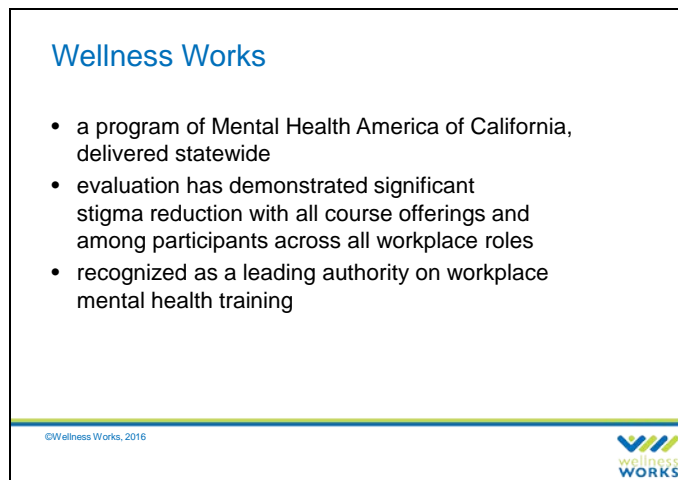 Wellness Works
• a program of Mental Health America of California,
delivered statewide
• evaluation has demonstrated significant
stigma reduction with all course offerings and
among participants across all workplace roles
• recognized as a leading authority on workplace
mental health training
©Wellness Works, 2016
wellness
WORKS